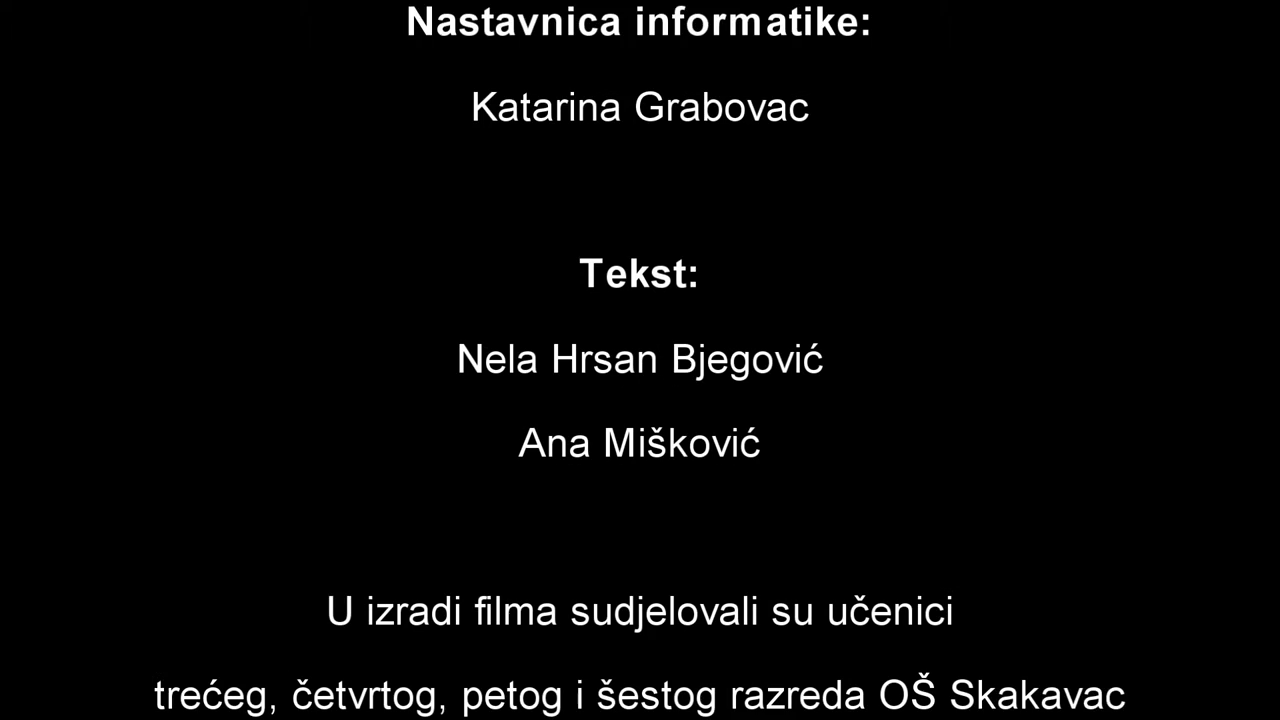 Nastavnica informatike:
Katarina Grabovac
Tekst:
Nela Hrsan Bjegović
Ana Mišković
U izradi filma sudjelovali su učenici
trećeg, četvrtog, petog i šestog razreda OŠ Skakavac